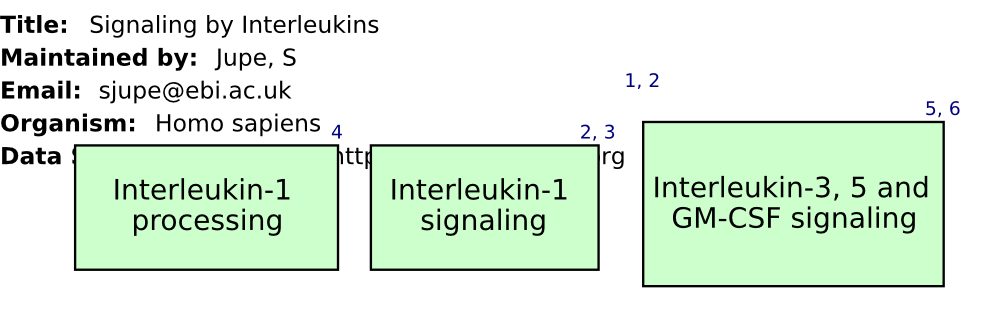 Title: Signaling by Interleukins
Maintained by: Jupe, S
Email: sjupe@ebi.ac.uk
1, 2
Organism: Homo sapiens
4
2, 3
5, 6
Data
Interleukin-1
processing
Interleukin-1
signaling
Interleukin-3, 5 and
GM-CSF signaling